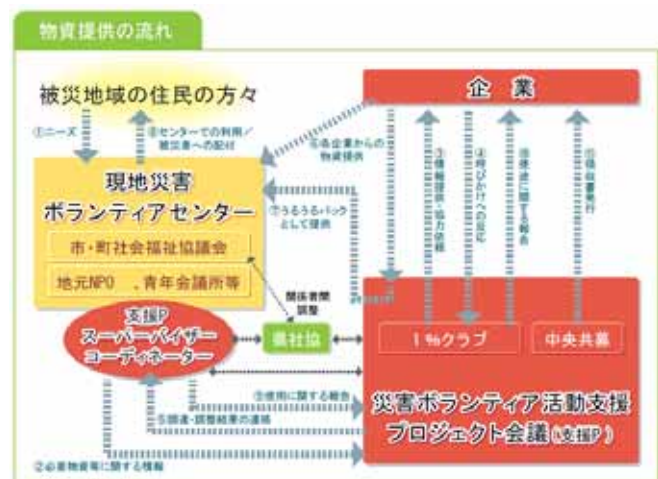 物資提供の流れ
被災地域の住民の方々
企 業
①ニーズ
⑧センターでの利用/
被災者への配付
⑥各企業からの
物資提供
③情報提供・協力依頼
④呼びかけへの反応
⑩使途に関する報告
⑪領収書発行
現地災害
ボランティアセンター
⑦うるうるパック
として提供
市・町社会福祉協議会
地元NPO 、青年会議所等
関係者間
調整
支援P
スーパーバイザー
コーディネーター
県社協
1%クラブ
中央共募
⑨使用に関する報告
⑤調達・調整結果の連絡
災害ボランティア活動支援
プロジェクト会議(支援P)
②必要物資等に関する情報